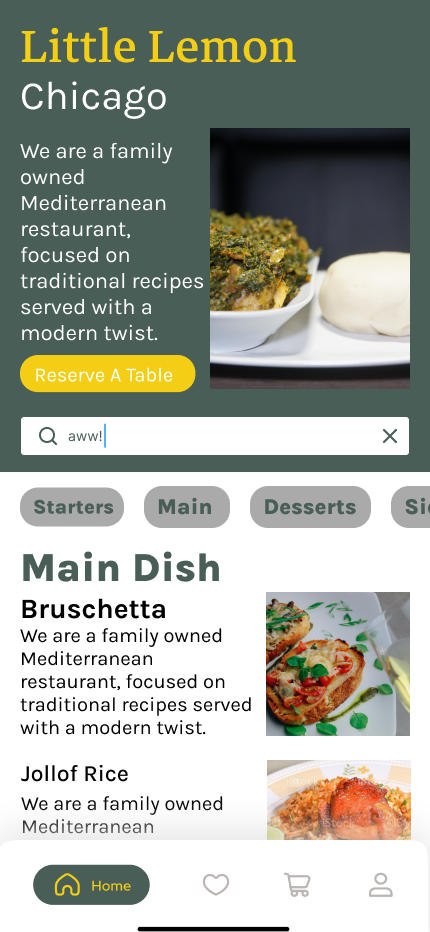 Little Lemon
Chicago
We are a family
owned
Mediterranean
restaurant,
focused on
traditional recipes
served with a
modern twist.
Reserve A Table
aww!
Starters
Main
Desserts
Main Dish
Bruschetta
We are a family owned
Mediterranean
restaurant, focused on
traditional recipes served
with a modern twist.
Jollof Rice
We are a family owned
Mediterranean
Home